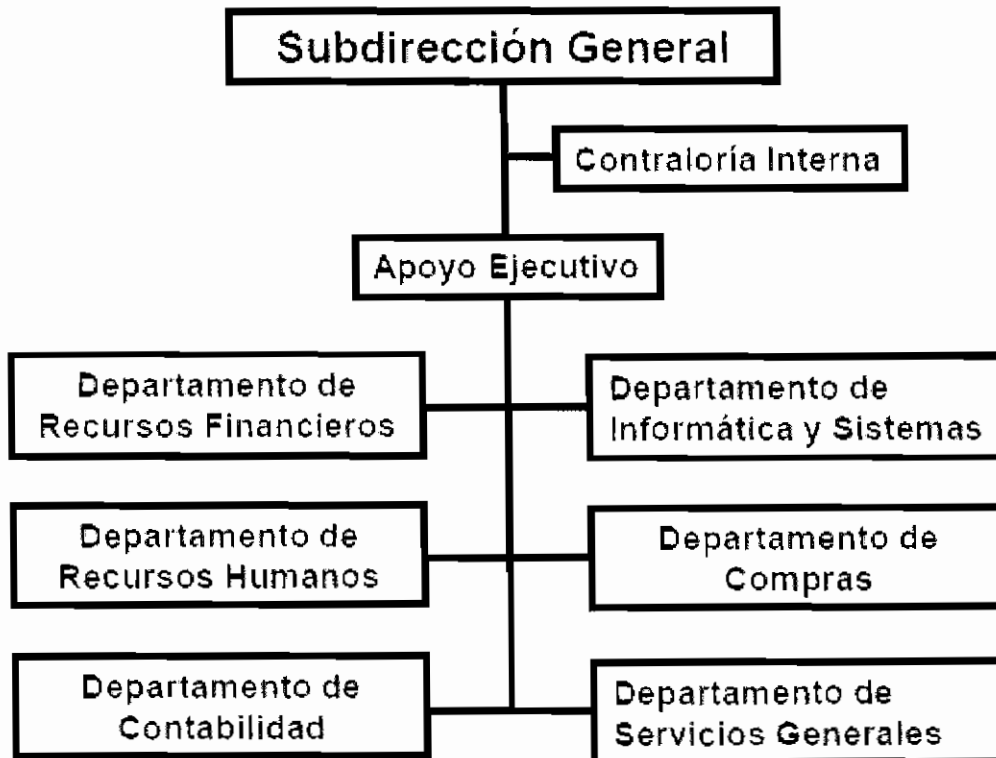 Subdirección General
Contraloría Interna
Apoyo Ejecutivo
Departamento de
Recursos Financieros
Departamento de
Informática y Sistemas
Departamento de
Recursos Humanos
Departamento de
Compras
Departamento de
Contabilidad
Departamento de
Servicios Generales